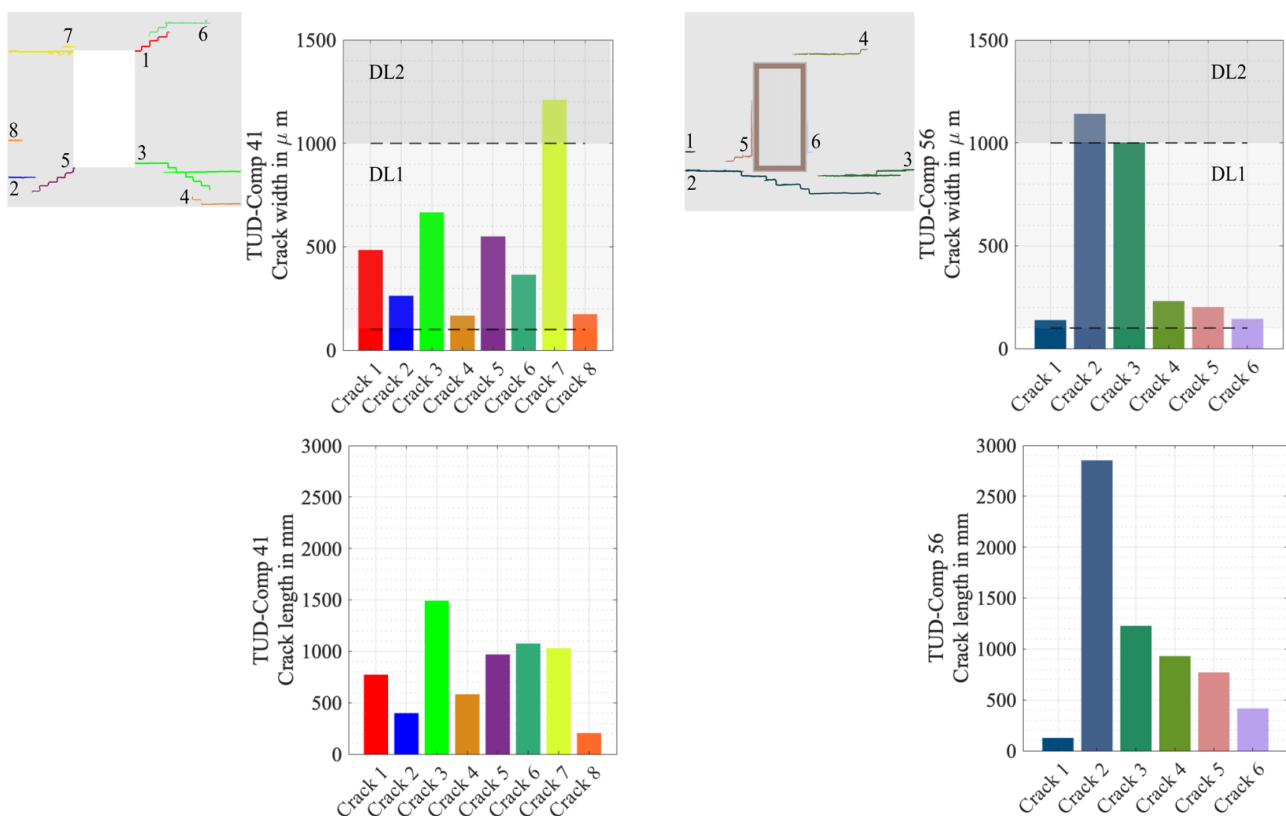 6
7
1
8
3
5
2
4
TUD-Comp 41
Crack width in μ m
1500
1000
500
0
DL2
DL1
Crack 1
Crack 2
Crack 3
Crack 4
Crack 5
Crack 6
Crack 7
Crack 8
4
1
5
6
3
2
TUD-Comp 56
Crack width in μ m
1500
1000
500
0
DL2
DL1
Crack 1
Crack 2
Crack 3
Crack 4
Crack 5
Crack 6
TUD-Comp 41
Crack length in mm
3000
2500
2000
1500
1000
500
0
Crack 1
Crack 2
Crack 3
Crack 4
Crack 5
Crack 6
Crack 7
Crack 8
TUD-Comp 56
Crack length in mm
3000
2500
2000
1500
1000
500
0
Crack 1
Crack 2
Crack 3
Crack 4
Crack 5
Crack 6